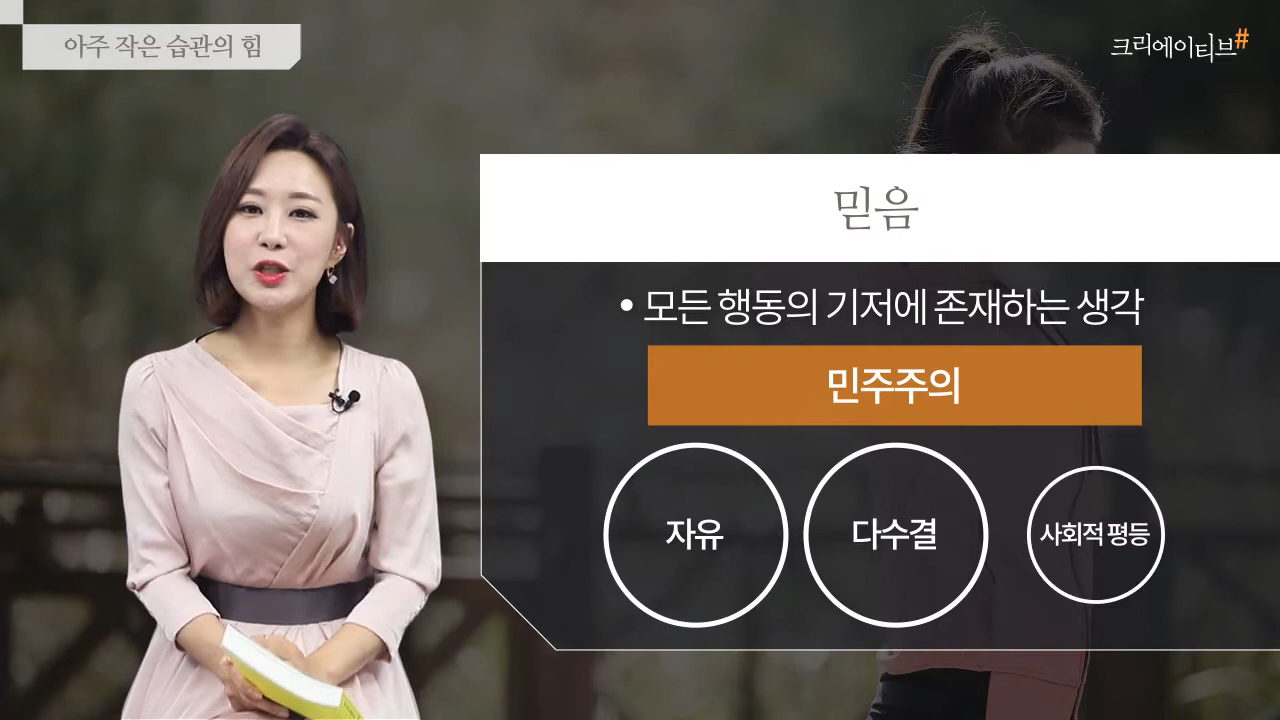 아주 작은 습관의 힘
크리에이티브#
믿음
• 모든 행동의 기저에 존재하는 생각
민주주의
자유
다수결
사회적 평등